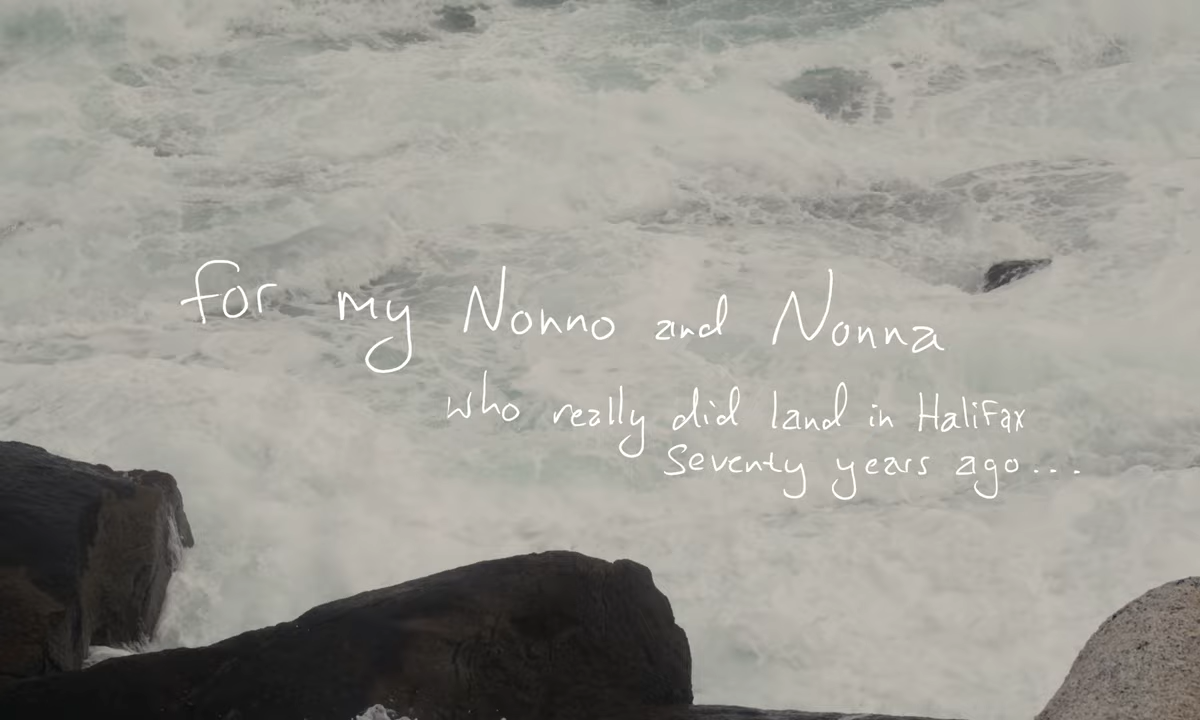 for my Nonno and Nonna
who really did land in Halifax
Seventy years ago...